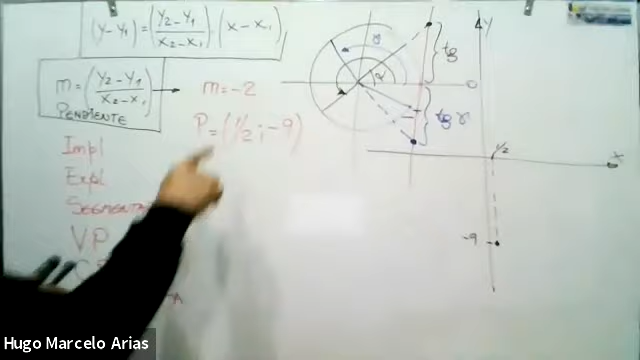 (y-y₁) = (y₂-y₁ / x₂-x₁) · (x-x₁)
m = (y₂-y₁ / x₂-x₁)
PENDIENTE
m = -2
P = (1/2 ; -9)
Impl
Expl
SEGMENTA
VP
α
tg
tg γ
0
y
1/2
x
-9
Hugo Marcelo Arias